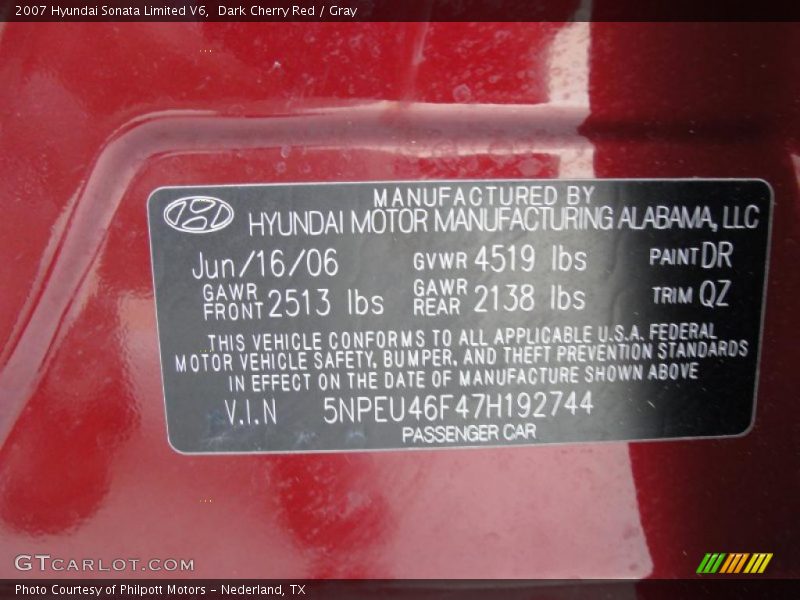 2007 Hyundai Sonata Limited V6,  Dark Cherry Red / Gray
MANUFACTURED BY
HYUNDAI MOTOR MANUFACTURING ALABAMA, LLC
Jun/16/06 GVWR 4519 lbs PAINT DR
GAWR FRONT 2513 lbs GAWR REAR 2138 lbs TRIM QZ
THIS VEHICLE CONFORMS TO ALL APPLICABLE U.S.A. FEDERAL
MOTOR VEHICLE SAFETY, BUMPER, AND THEFT PREVENTION STANDARDS
IN EFFECT ON THE DATE OF MANUFACTURE SHOWN ABOVE
V.I.N 5NPEU46F47H192744
PASSENGER CAR
GTCARLOT.COM
Photo Courtesy of Philpott Motors - Nederland, TX